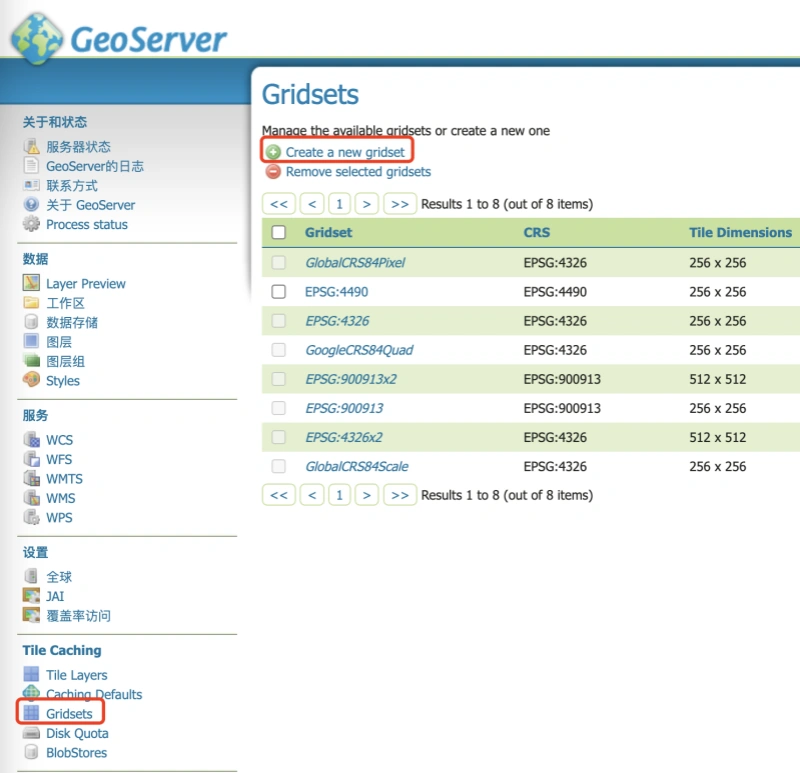 GeoServer
关于和状态
服务器状态
GeoServer的日志
联系方式
关于 GeoServer
Process status
数据
Layer Preview
工作区
数据存储
图层
图层组
Styles
服务
WCS
WFS
WMTS
WMS
WPS
设置
全球
JAI
覆盖率访问
Tile Caching
Tile Layers
Caching Defaults
Gridsets
Disk Quota
BlobStores
Gridsets
Manage the available gridsets or create a new one
Create a new gridset
Remove selected gridsets
<< < 1 > >> Results 1 to 8 (out of 8 items)
Gridset CRS Tile Dimensions
GlobalCRS84Pixel EPSG:4326 256 x 256
EPSG:4490 EPSG:4490 256 x 256
EPSG:4326 EPSG:4326 256 x 256
GoogleCRS84Quad EPSG:4326 256 x 256
EPSG:900913x2 EPSG:900913 512 x 512
EPSG:900913 EPSG:900913 256 x 256
EPSG:4326x2 EPSG:4326 512 x 512
GlobalCRS84Scale EPSG:4326 256 x 256
<< < 1 > >> Results 1 to 8 (out of 8 items)